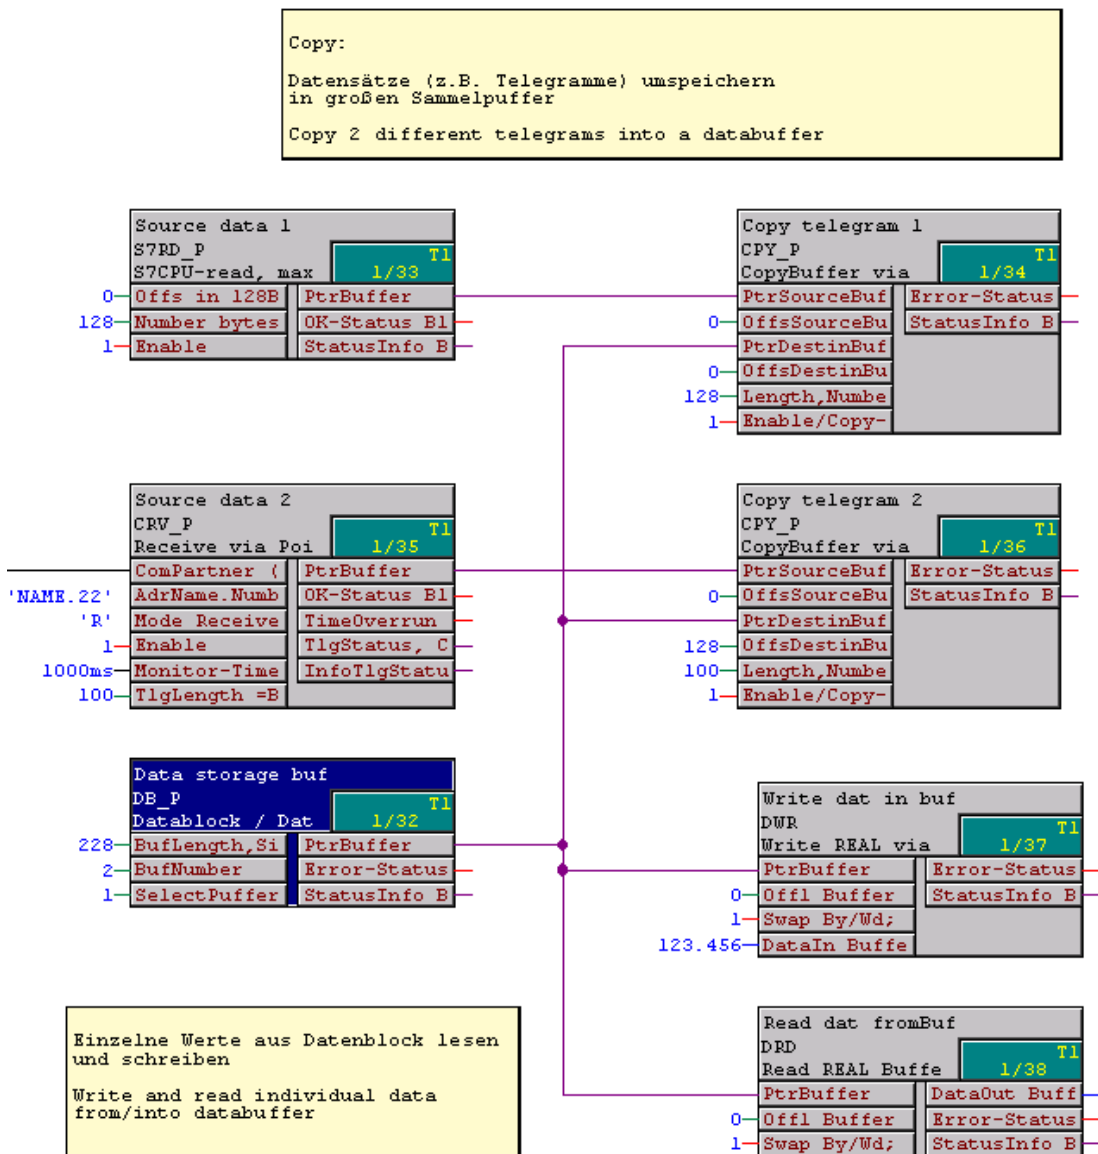 Copy:
Datensätze (z.B. Telegramme) umspeichern
in großen Sammelpuffer
Copy 2 different telegrams into a databuffer
Source data 1
S7RD_P
T1
S7CPU-read, max
1/33
0
Offs in 128B
PtrBuffer
128
Number bytes
OK-Status Bl
1
Enable
StatusInfo B
Copy telegram 1
CPY_P
T1
CopyBuffer via
1/34
PtrSourceBuf
Error-Status
0
OffsSourceBu
StatusInfo B
PtrDestinBuf
0
OffsDestinBu
128
Length,Numbe
1
Enable/Copy-
Source data 2
CRV_P
T1
Receive via Poi
1/35
ComPartner (
PtrBuffer
'NAME.22'
AdrName.Numb
OK-Status Bl
'R'
Mode Receive
TimeOverrun
1
Enable
TlgStatus, C
1000ms
Monitor-Time
InfoTlgStatu
100
TlgLength =B
Copy telegram 2
CPY_P
T1
CopyBuffer via
1/36
PtrSourceBuf
Error-Status
0
OffsSourceBu
StatusInfo B
PtrDestinBuf
128
OffsDestinBu
100
Length,Numbe
1
Enable/Copy-
Data storage buf
DB_P
T1
Datablock / Dat
1/32
228
BufLength,Si
PtrBuffer
2
BufNumber
Error-Status
1
SelectPuffer
StatusInfo B
Write dat in buf
DWR
T1
Write REAL via
1/37
PtrBuffer
Error-Status
0
Offl Buffer
StatusInfo B
1
Swap By/Wd;
123.456
DataIn Buffe
Einzelne Werte aus Datenblock lesen
und schreiben
Write and read individual data
from/into databuffer
Read dat fromBuf
DRD
T1
Read REAL Buffe
1/38
PtrBuffer
DataOut Buff
0
Offl Buffer
Error-Status
1
Swap By/Wd;
StatusInfo B